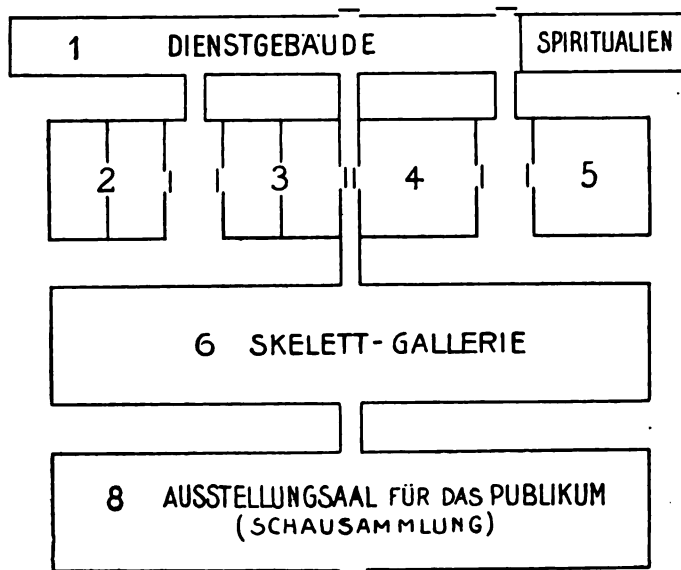 1 DIENSTGEBÄUDE SPIRITUALIEN
2 3 4 5
6 SKELETT-GALLERIE
8 AUSSTELLUNGSAAL FÜR DAS PUBLIKUM
(SCHAUSAMMLUNG)